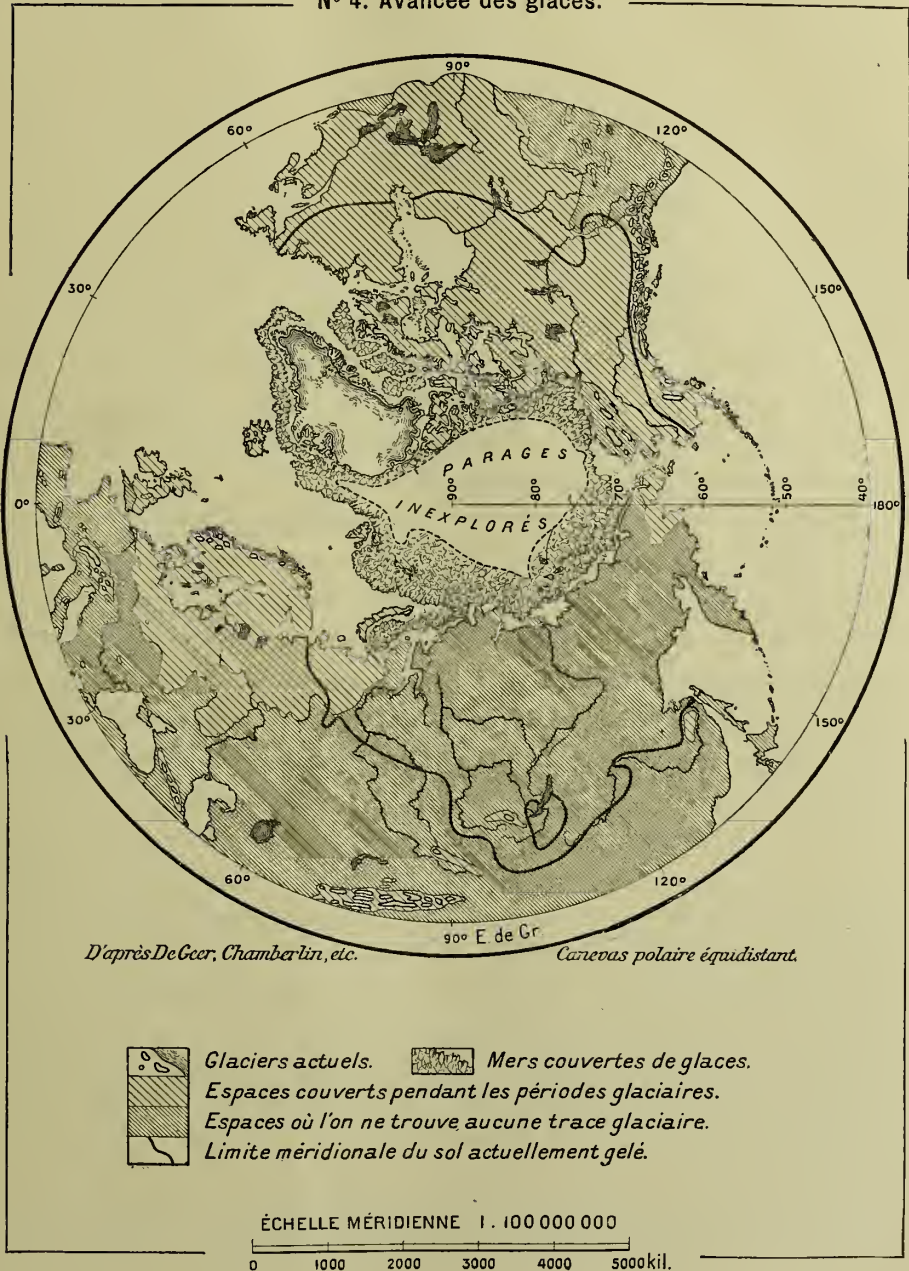 N° 4. Avancée des glaces.
90°
60°
120°
30°
150°
PARAGES
INEXPLORÉS
90°
80°
70°
60°
50°
40°
0°
180°
30°
150°
60°
120°
90° E. de Gr.
D'après De Geer, Chamberlin, etc.
Canevas polaire équidistant.
Glaciers actuels.
Mers couvertes de glaces.
Espaces couverts pendant les périodes glaciaires.
Espaces où l'on ne trouve aucune trace glaciaire.
Limite méridionale du sol actuellement gelé.
ÉCHELLE MÉRIDIENNE 1. 100 000 000
0 1000 2000 3000 4000 5000 kil.